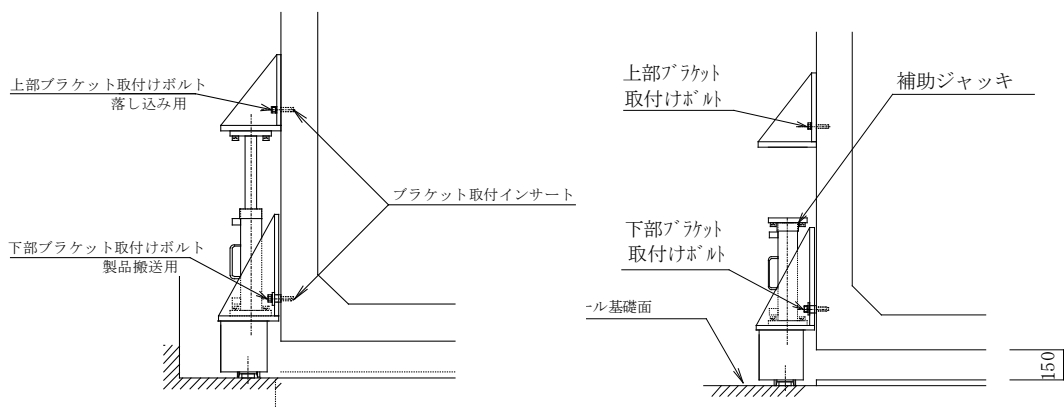 上部ブラケット取付けボルト
落し込み用
ブラケット取付インサート
下部ブラケット取付けボルト
製品搬送用
上部ﾌﾞﾗｹｯﾄ
取付けﾎﾞﾙﾄ
補助ジャッキ
下部ﾌﾞﾗｹｯﾄ
取付けﾎﾞﾙﾄ
ール基礎面
150